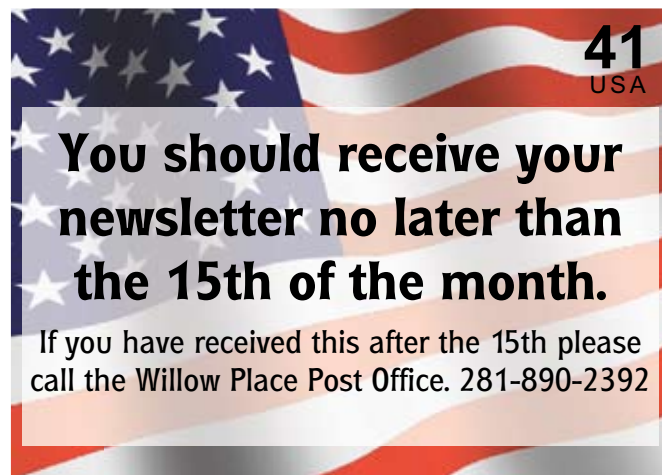 41
USA
You should receive your
newsletter no later than
the 15th of the month.
If you have received this after the 15th please
call the Willow Place Post Office. 281-890-2392